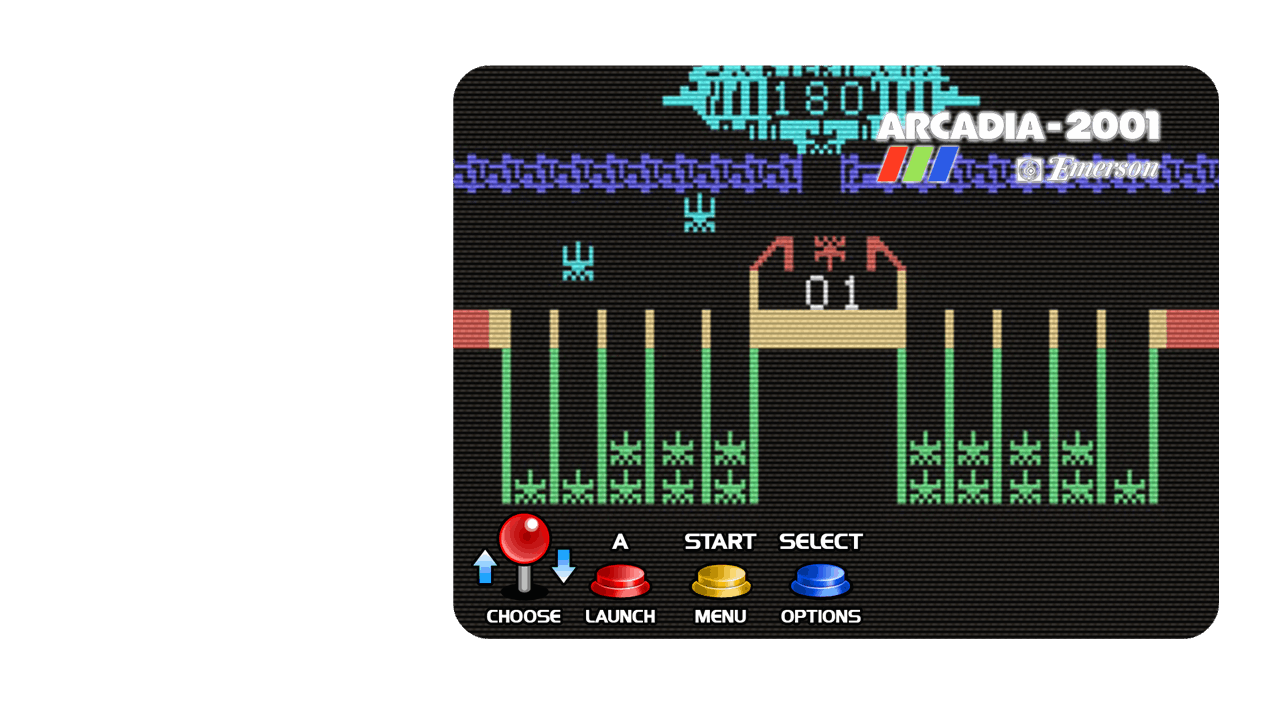 180
ARCADIA-2001
Emerson
01
A START SELECT
CHOOSE LAUNCH MENU OPTIONS